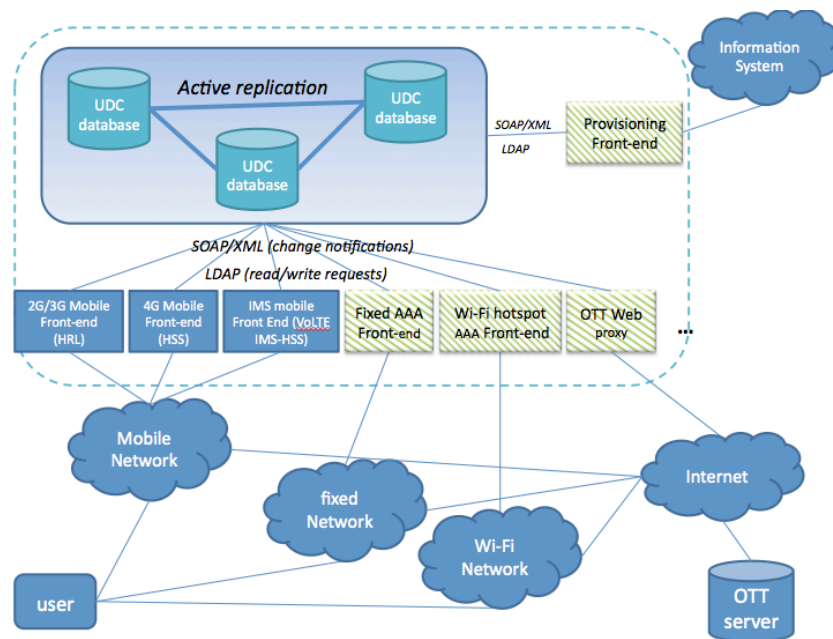 Information
System
Active replication
UDC
database
UDC
database
UDC
database
SOAP/XML
LDAP
Provisioning
Front-end
SOAP/XML (change notifications)
LDAP (read/write requests)
2G/3G Mobile
Front-end
(HRL)
4G Mobile
Front-end
(HSS)
IMS mobile
Front End (VoLTE
IMS-HSS)
Fixed AAA
Front-end
Wi-Fi hotspot
AAA Front-end
OTT Web
proxy
...
Mobile
Network
fixed
Network
Wi-Fi
Network
Internet
user
OTT
server